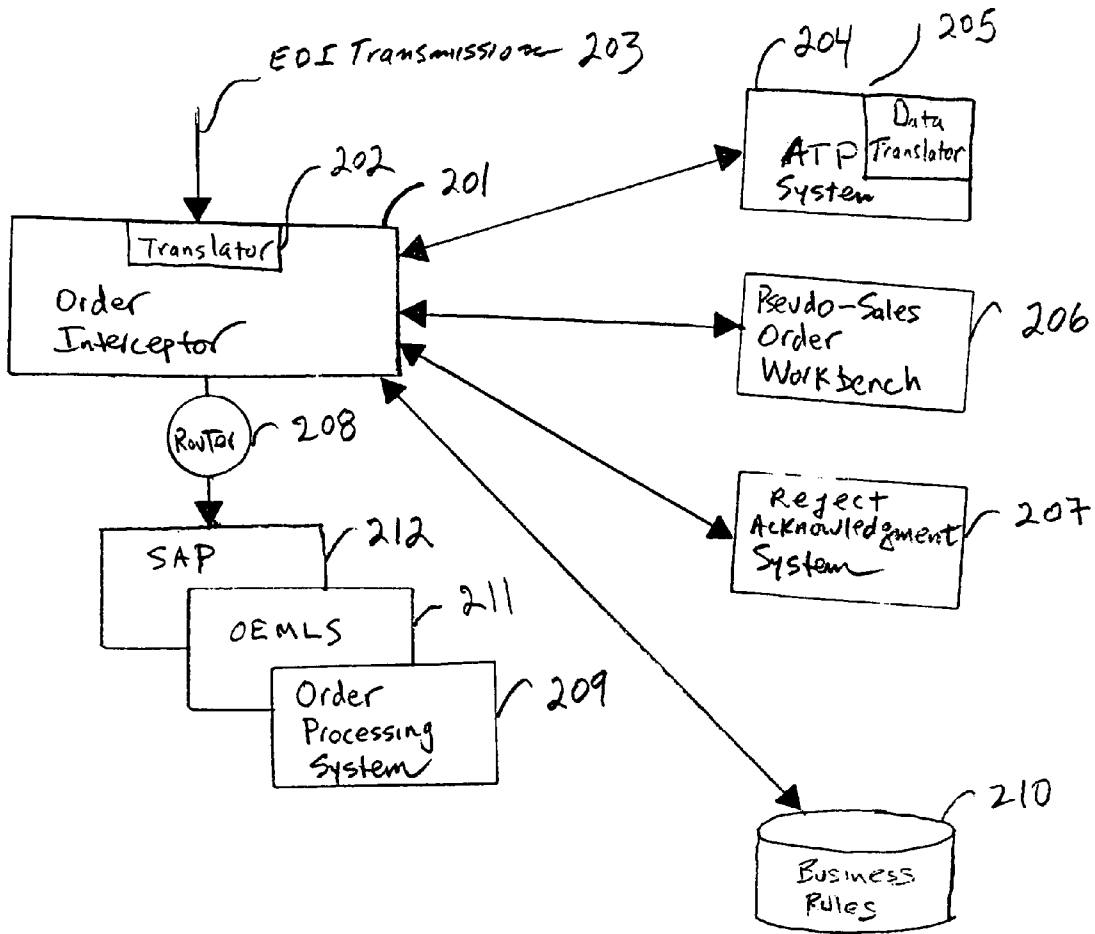 EDI Transmission 203
204
205
Data
Translator
ATP
System
202
201
Translator
Order
Interceptor
Pseudo-Sales
Order
Workbench
206
Router
208
Reject
Acknowledgment
System
207
SAP
212
OEMLS
211
Order
Processing
System
209
210
Business
Rules